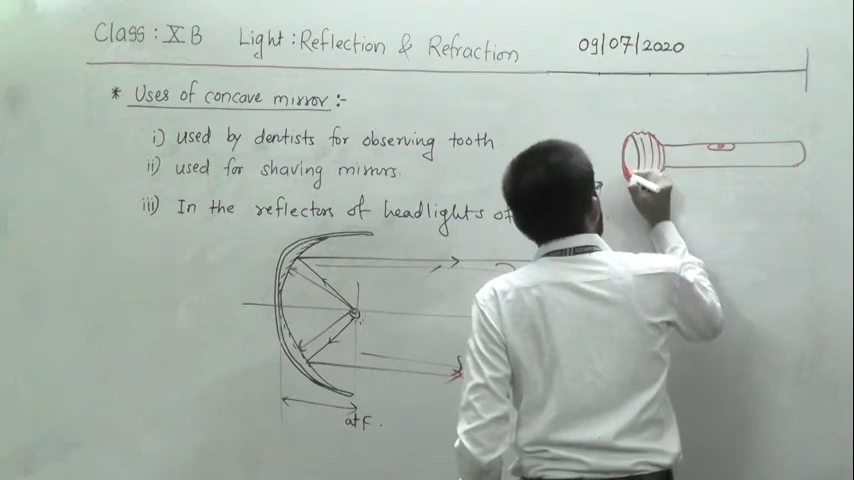 Class : X B Light : Reflection & Refraction 09/07/2020
* Uses of concave mirror :-
i) used by dentists for observing tooth.
ii) used for shaving mirrors.
iii) In the reflectors of headlights of
at F.